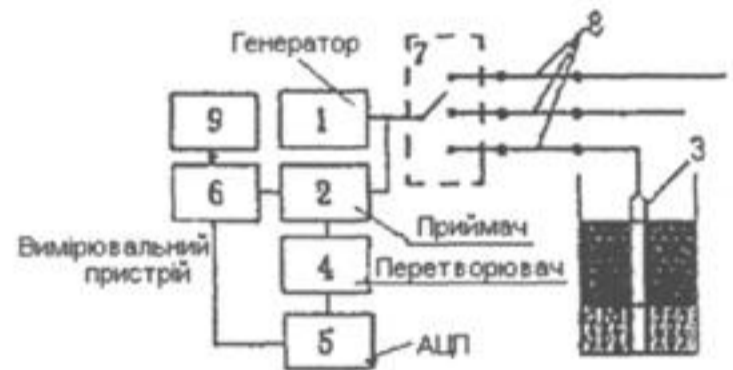 Генератор
7
8
9
1
3
6
2
Приймач
Вимірювальний
пристрій
4
Перетворювач
5
АЦП